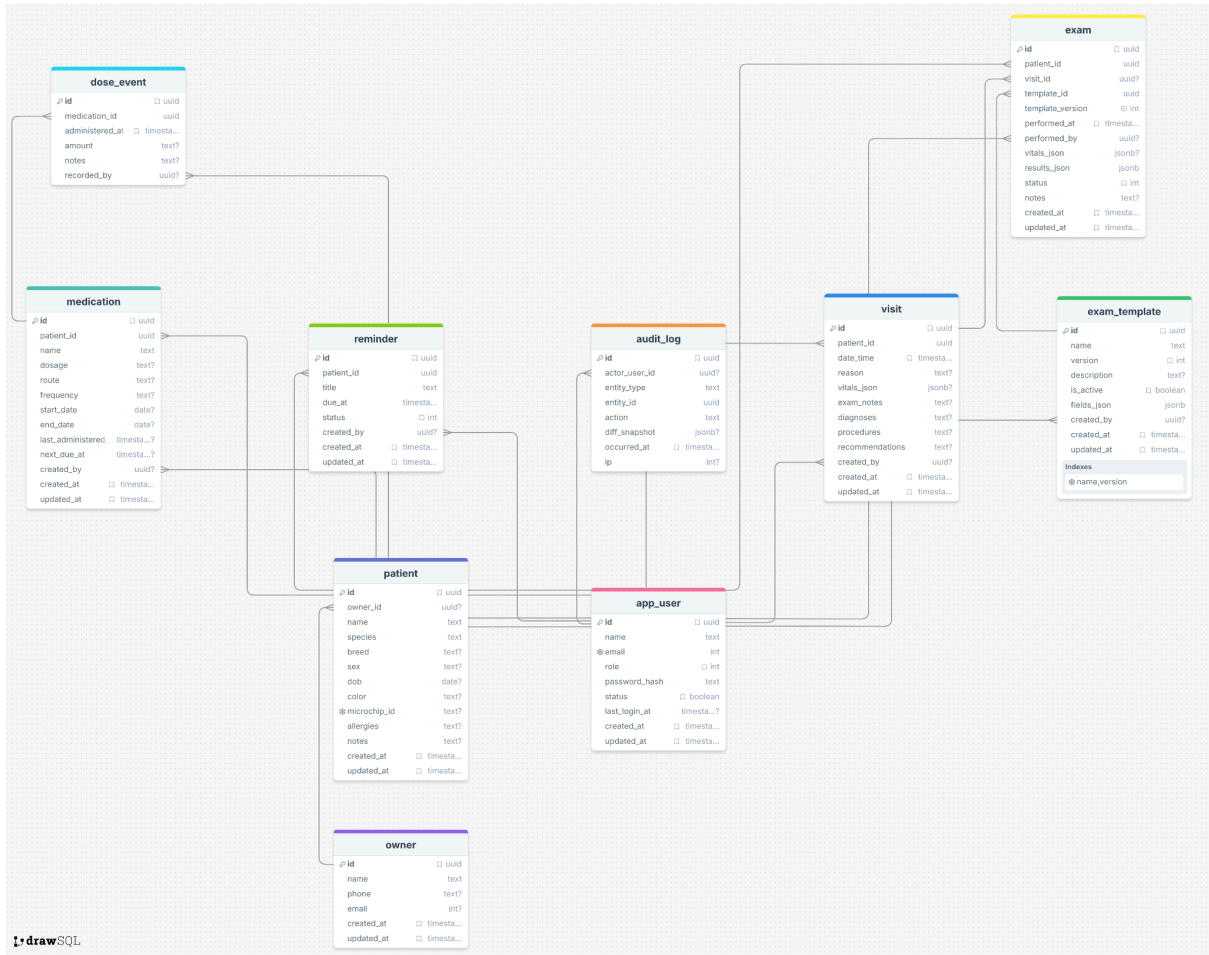 exam
id uuid
patient_id uuid
visit_id uuid?
template_id uuid
template_version int
performed_at timesta...
performed_by uuid?
vitals_json jsonb?
results_json jsonb
status int
notes text?
created_at timesta...
updated_at timesta...
dose_event
id uuid
medication_id uuid
administered_at timesta...
amount text?
notes text?
recorded_by uuid?
medication
id uuid
patient_id uuid
name text
dosage text?
route text?
frequency text?
start_date date?
end_date date?
last_administered. timesta...?
next_due_at timesta...?
created_by uuid?
created_at timesta...
updated_at timesta...
reminder
id uuid
patient_id uuid
title text
due_at timesta...
status int
created_by uuid?
created_at timesta...
updated_at timesta...
audit_log
id uuid
actor_user_id uuid?
entity_type text
entity_id uuid
action text
diff_snapshot jsonb?
occurred_at timesta...
ip int?
visit
id uuid
patient_id uuid
date_time timesta...
reason text?
vitals_json jsonb?
exam_notes text?
diagnoses text?
procedures text?
recommendations text?
created_by uuid?
created_at timesta...
updated_at timesta...
exam_template
id uuid
name text
version int
description text?
is_active boolean
fields_json jsonb
created_by uuid?
created_at timesta...
updated_at timesta...
Indexes
name,version
patient
id uuid
owner_id uuid?
name text
species text
breed text?
sex text?
dob date?
color text?
microchip_id text?
allergies text?
notes text?
created_at timesta...
updated_at timesta...
app_user
id uuid
name text
email int
role int
password_hash text
status boolean
last_login_at timesta...?
created_at timesta...
updated_at timesta...
owner
id uuid
name text
phone text?
email int?
created_at timesta...
updated_at timesta...
drawSQL